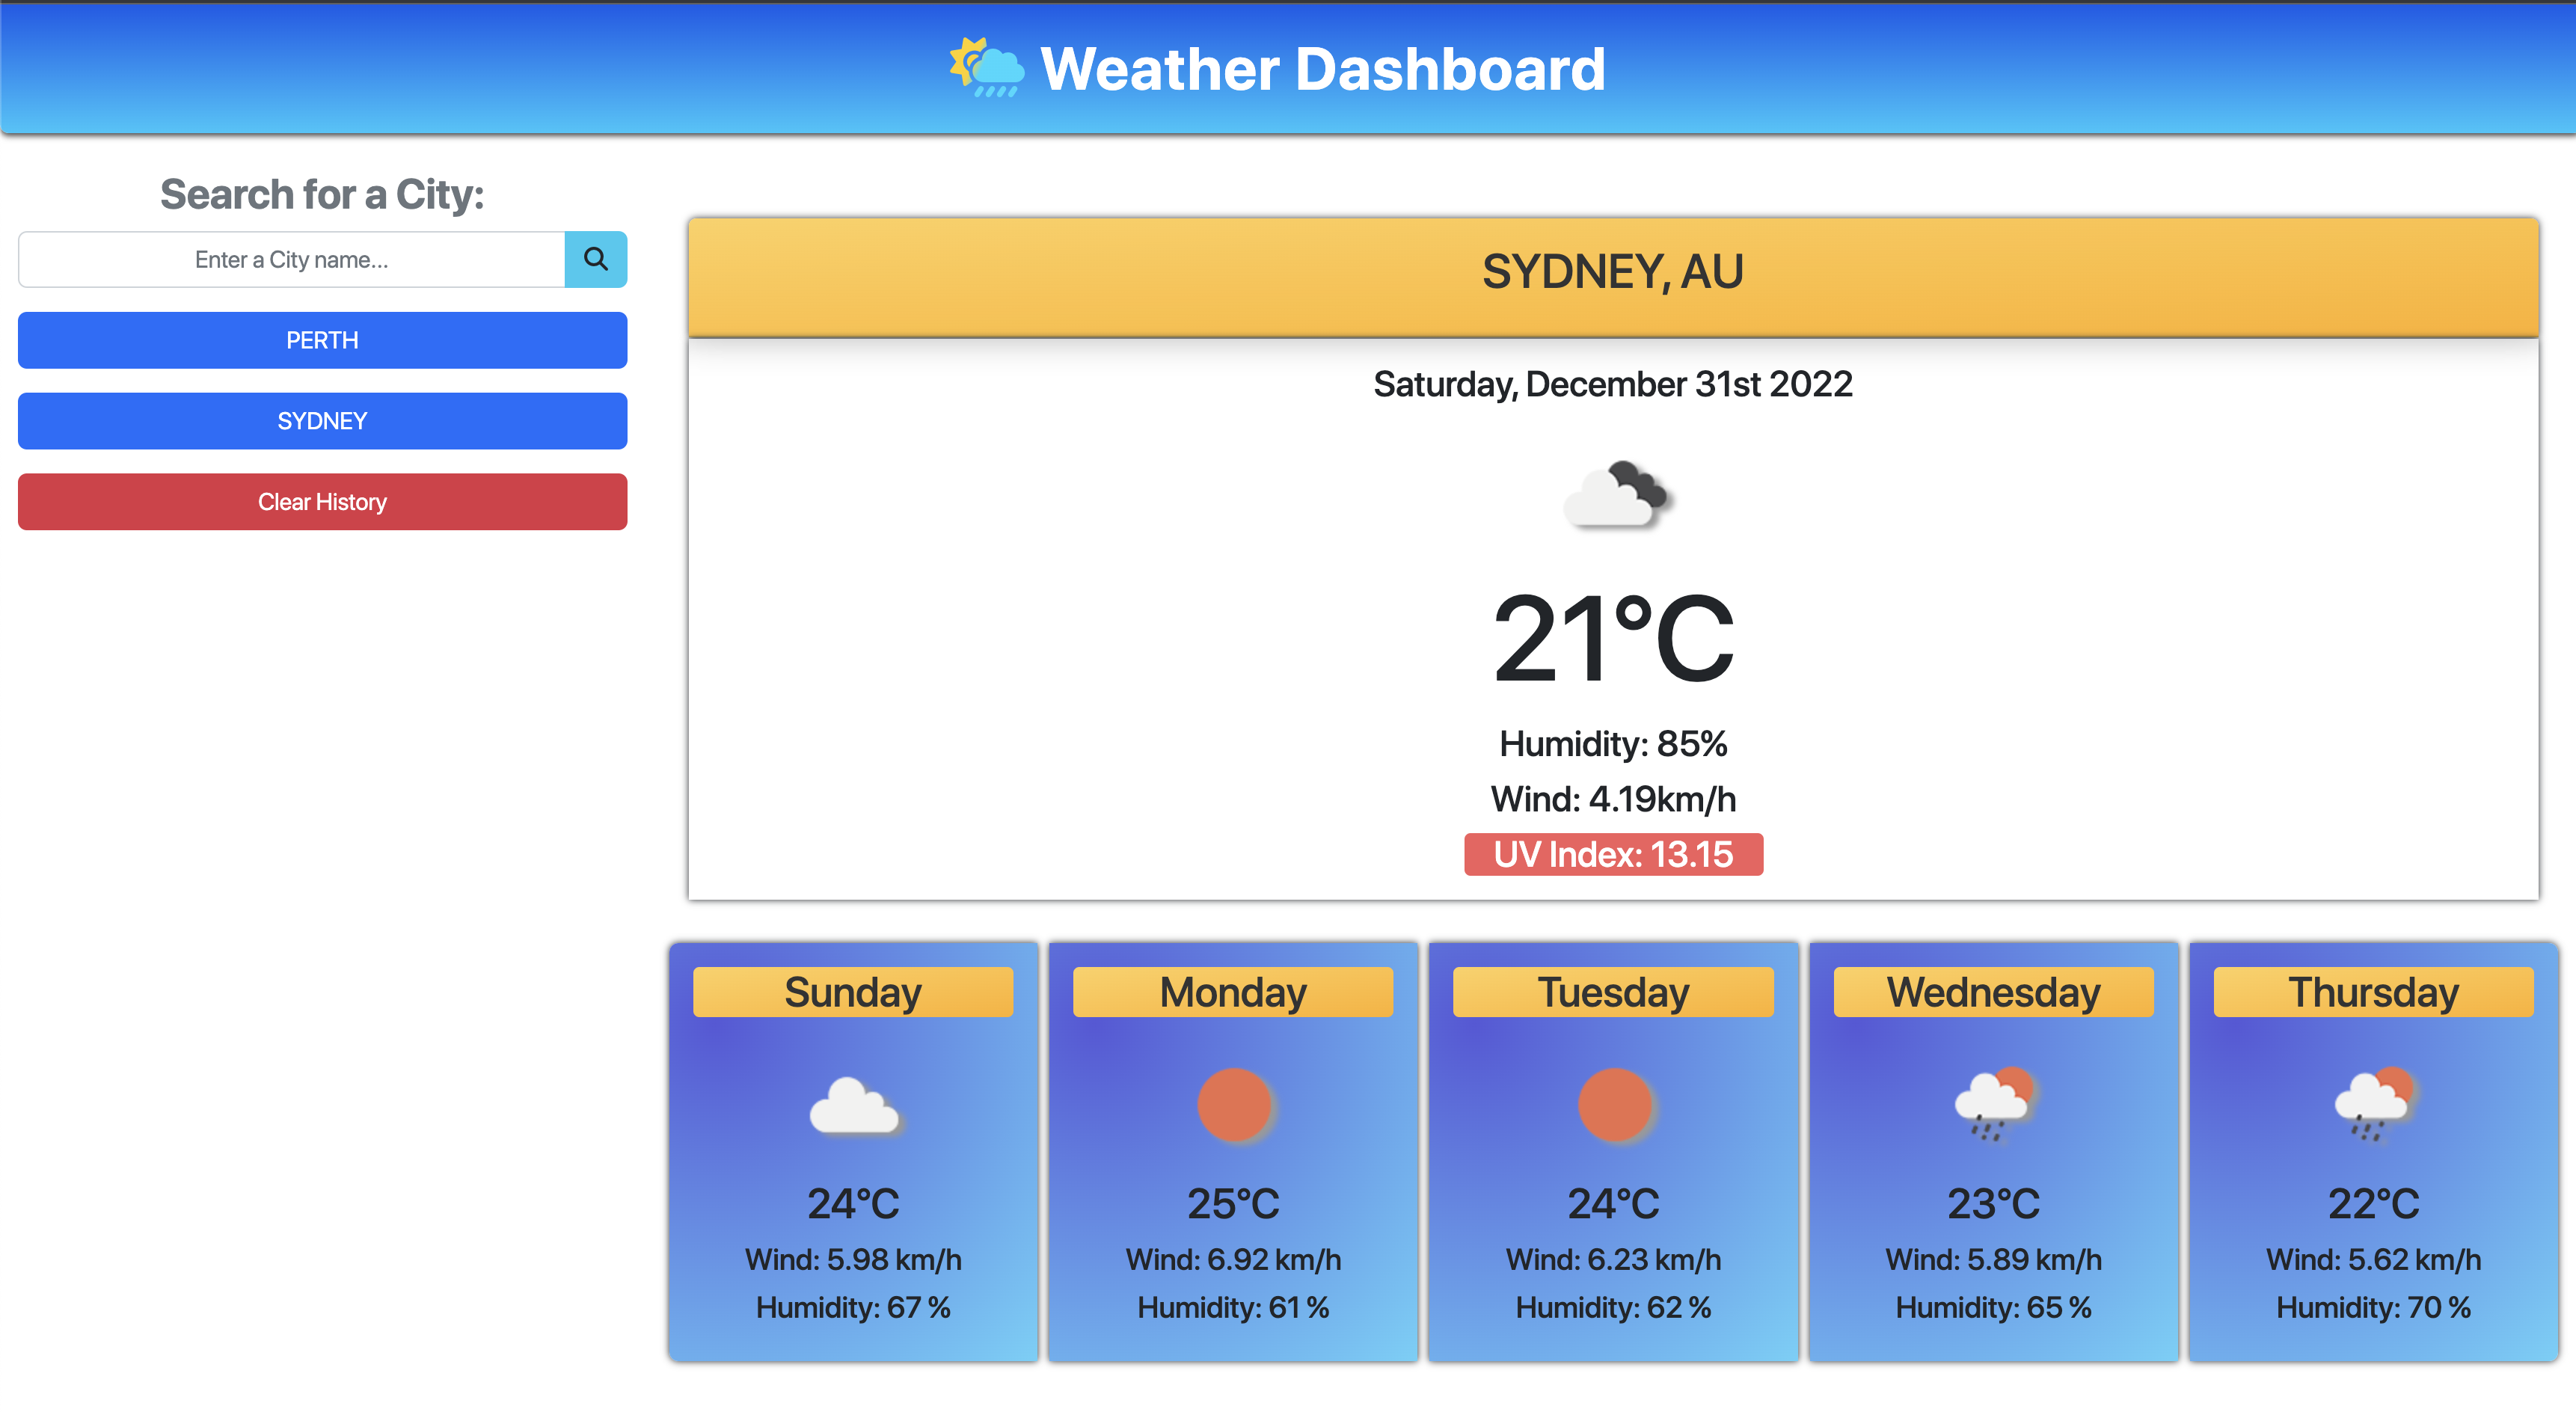 Weather Dashboard
Search for a City:
Enter a City name...
PERTH
SYDNEY
Clear History
SYDNEY, AU
Saturday, December 31st 2022
21°C
Humidity: 85%
Wind: 4.19km/h
UV Index: 13.15
Sunday
24°C
Wind: 5.98 km/h
Humidity: 67 %
Monday
25°C
Wind: 6.92 km/h
Humidity: 61 %
Tuesday
24°C
Wind: 6.23 km/h
Humidity: 62 %
Wednesday
23°C
Wind: 5.89 km/h
Humidity: 65 %
Thursday
22°C
Wind: 5.62 km/h
Humidity: 70 %